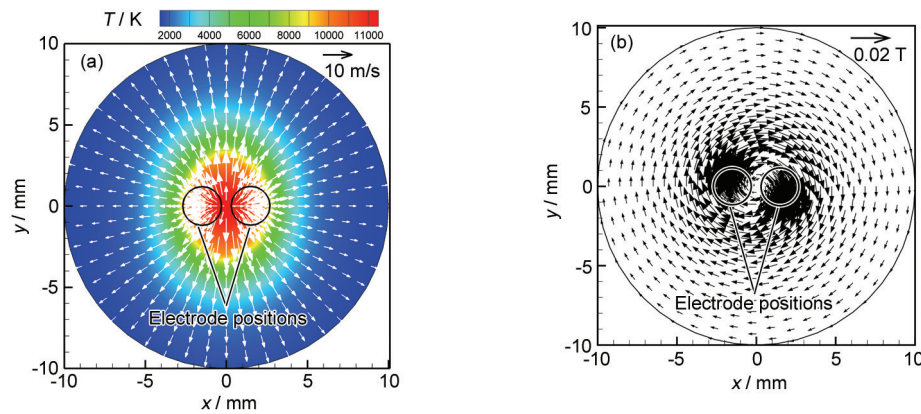 T / K
2000 4000 6000 8000 10000 11000
(a)
10 m/s
10
5
0
-5
-10
y / mm
Electrode positions
-10 -5 0 5 10
x / mm
(b)
0.02 T
10
5
0
-5
-10
y / mm
Electrode positions
-10 -5 0 5 10
x / mm